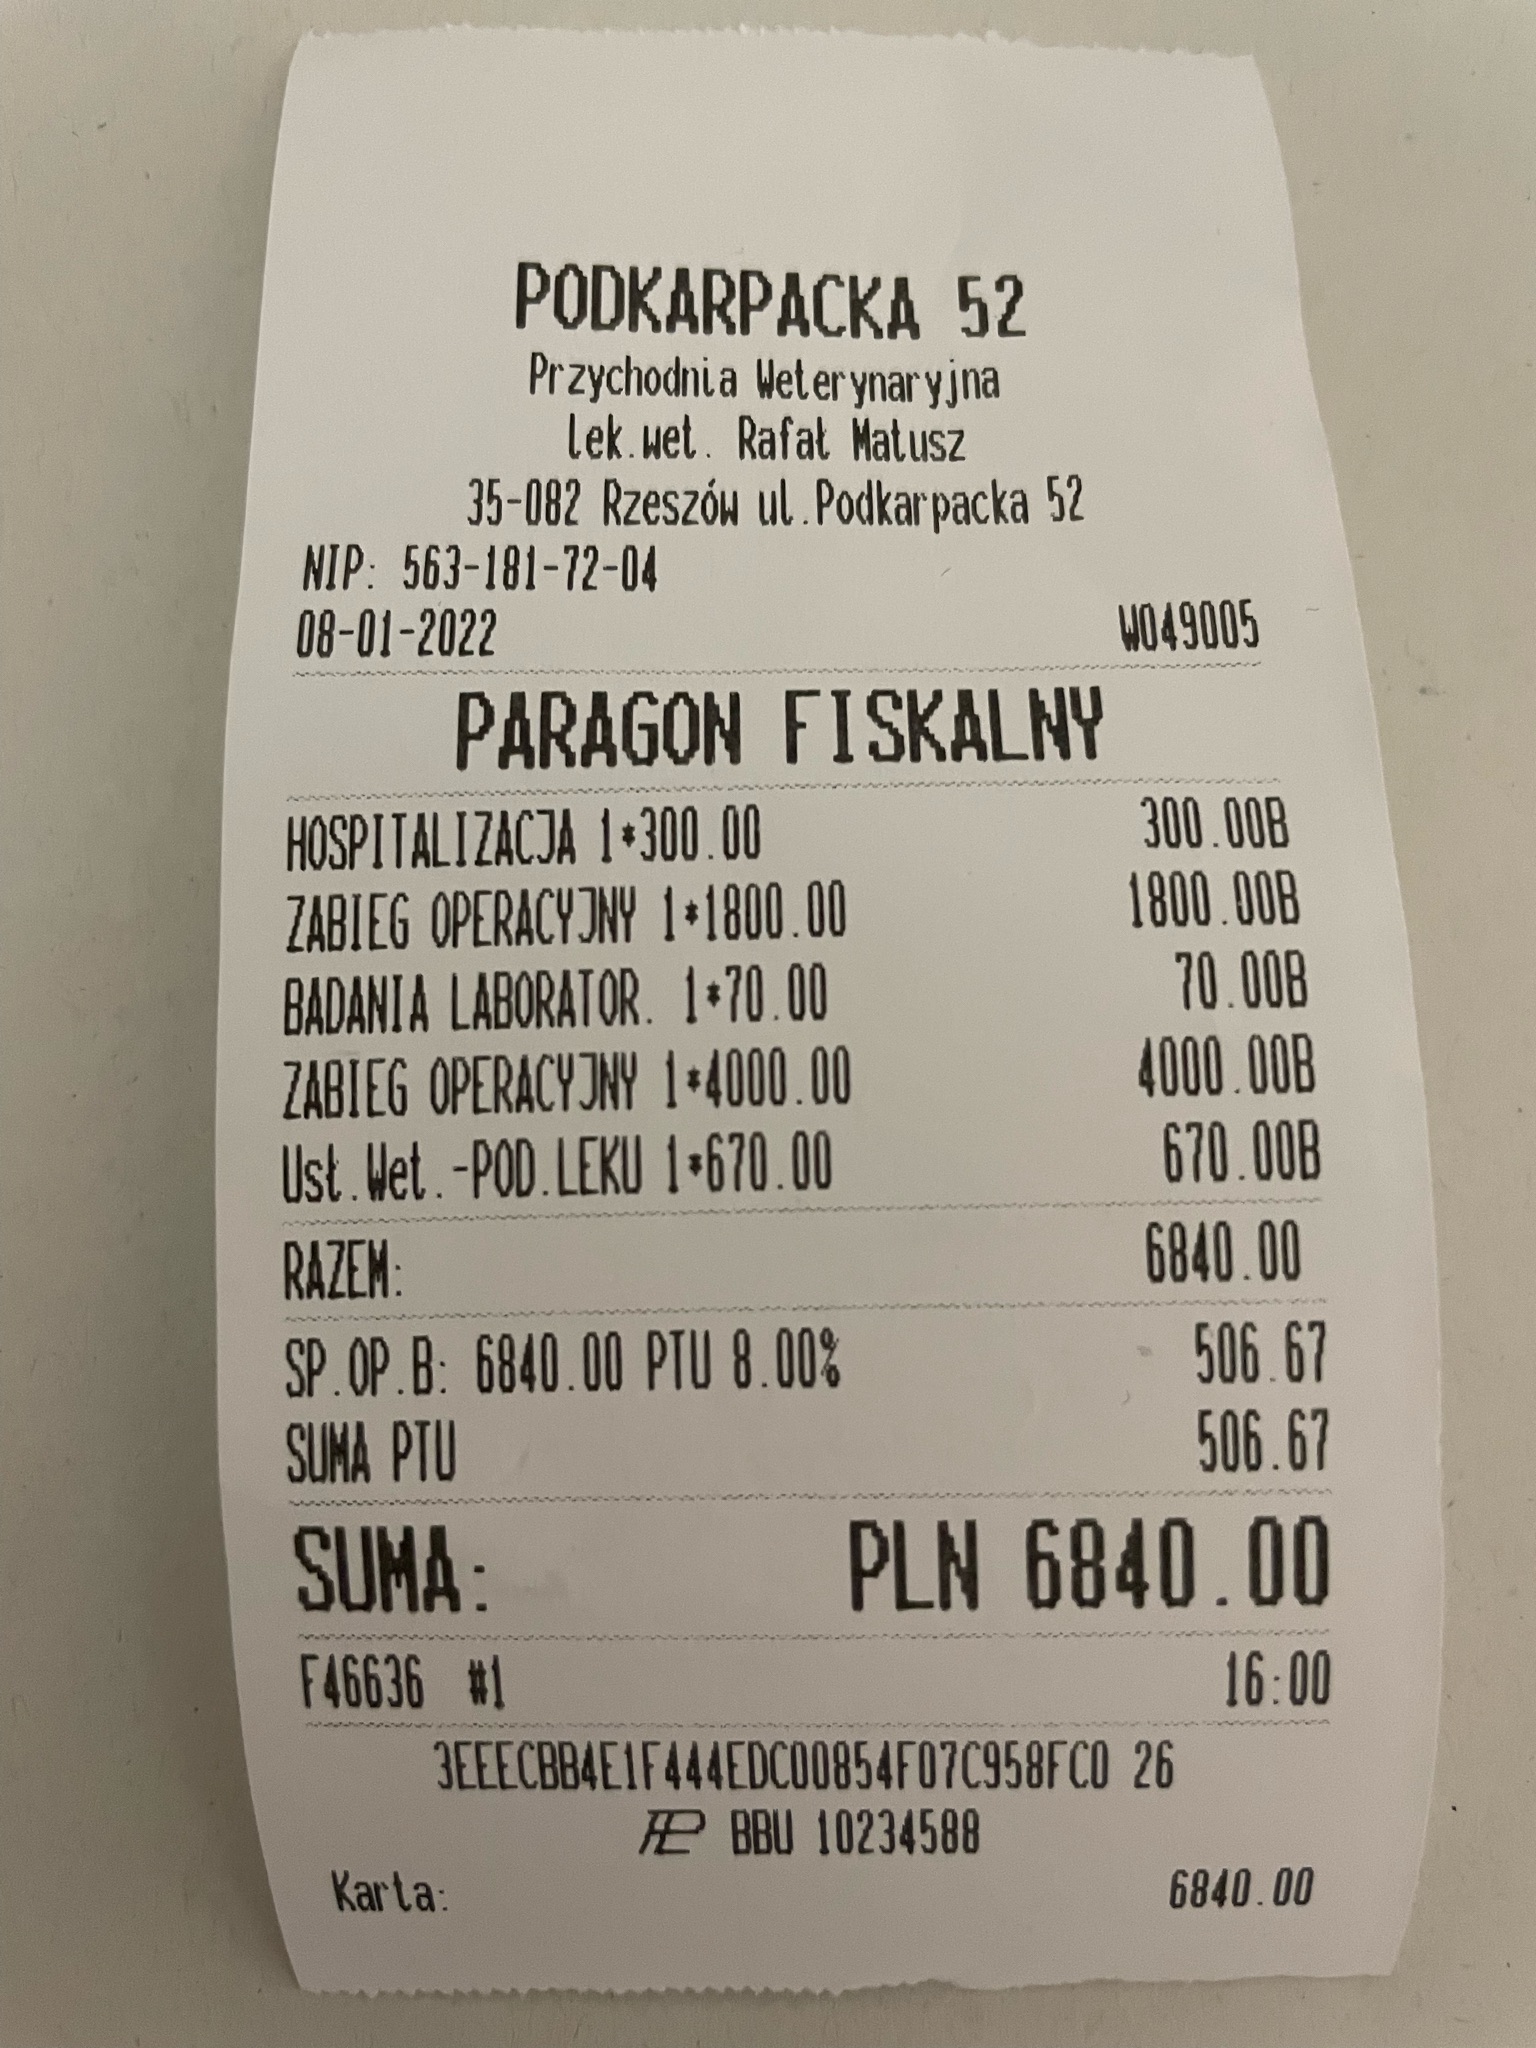 PODKARPACKA 52
Przychodnia Weterynaryjna
lek.wet. Rafał Matusz
35-082 Rzeszów ul.Podkarpacka 52
NIP: 563-181-72-04
08-01-2022 W049005
PARAGON FISKALNY
HOSPITALIZACJA 1*300.00 300.00B
ZABIEG OPERACYJNY 1*1800.00 1800.00B
BADANIA LABORATOR. 1*70.00 70.00B
ZABIEG OPERACYJNY 1*4000.00 4000.00B
Usł.Wet.-POD.LEKU 1*670.00 670.00B
RAZEM: 6840.00
SP.OP.B: 6840.00 PTU 8.00% 506.67
SUMA PTU 506.67
SUMA: PLN 6840.00
F46636 #1 16:00
3EEECBB4E1F444EDC00854F07C958FC0 26
BBU 10234588
Karta: 6840.00